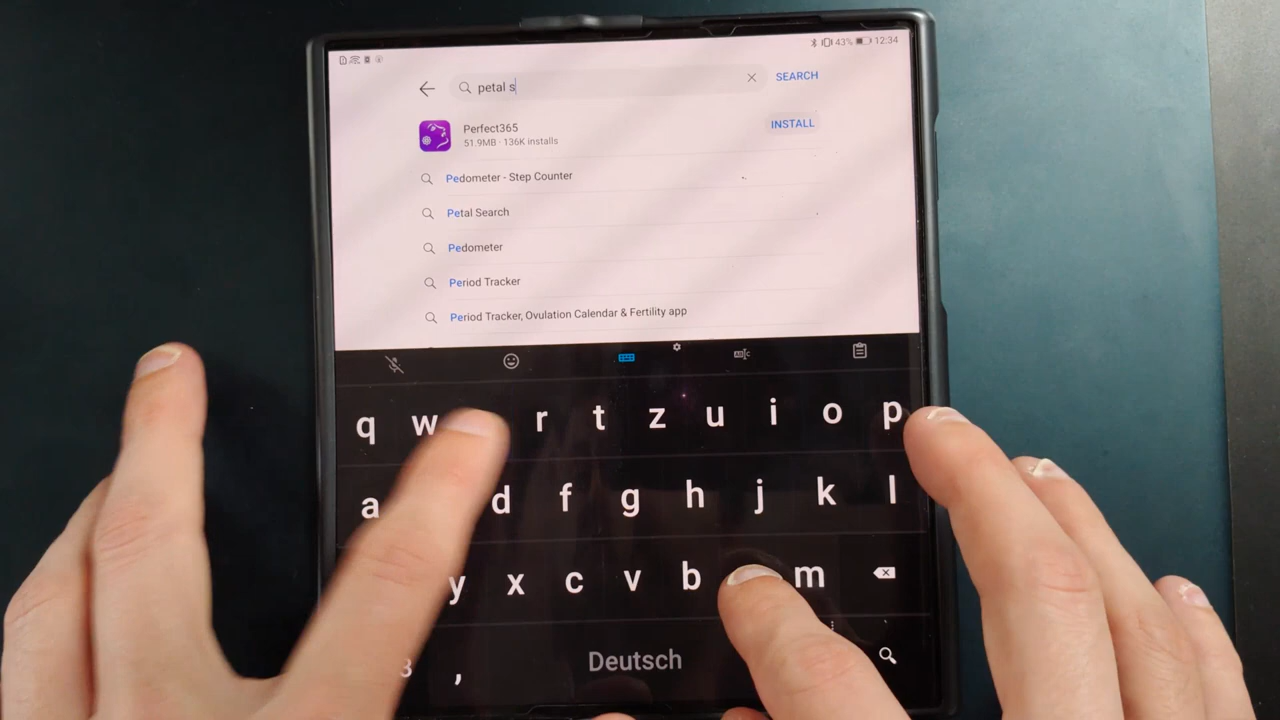 43% 12:34
petal s SEARCH
Perfect365 INSTALL
51.9MB · 136K installs
Pedometer - Step Counter
Petal Search
Pedometer
Period Tracker
Period Tracker, Ovulation Calendar & Fertility app
q w r t z u i o p
a d f g h j k l
y x c v b m
, Deutsch